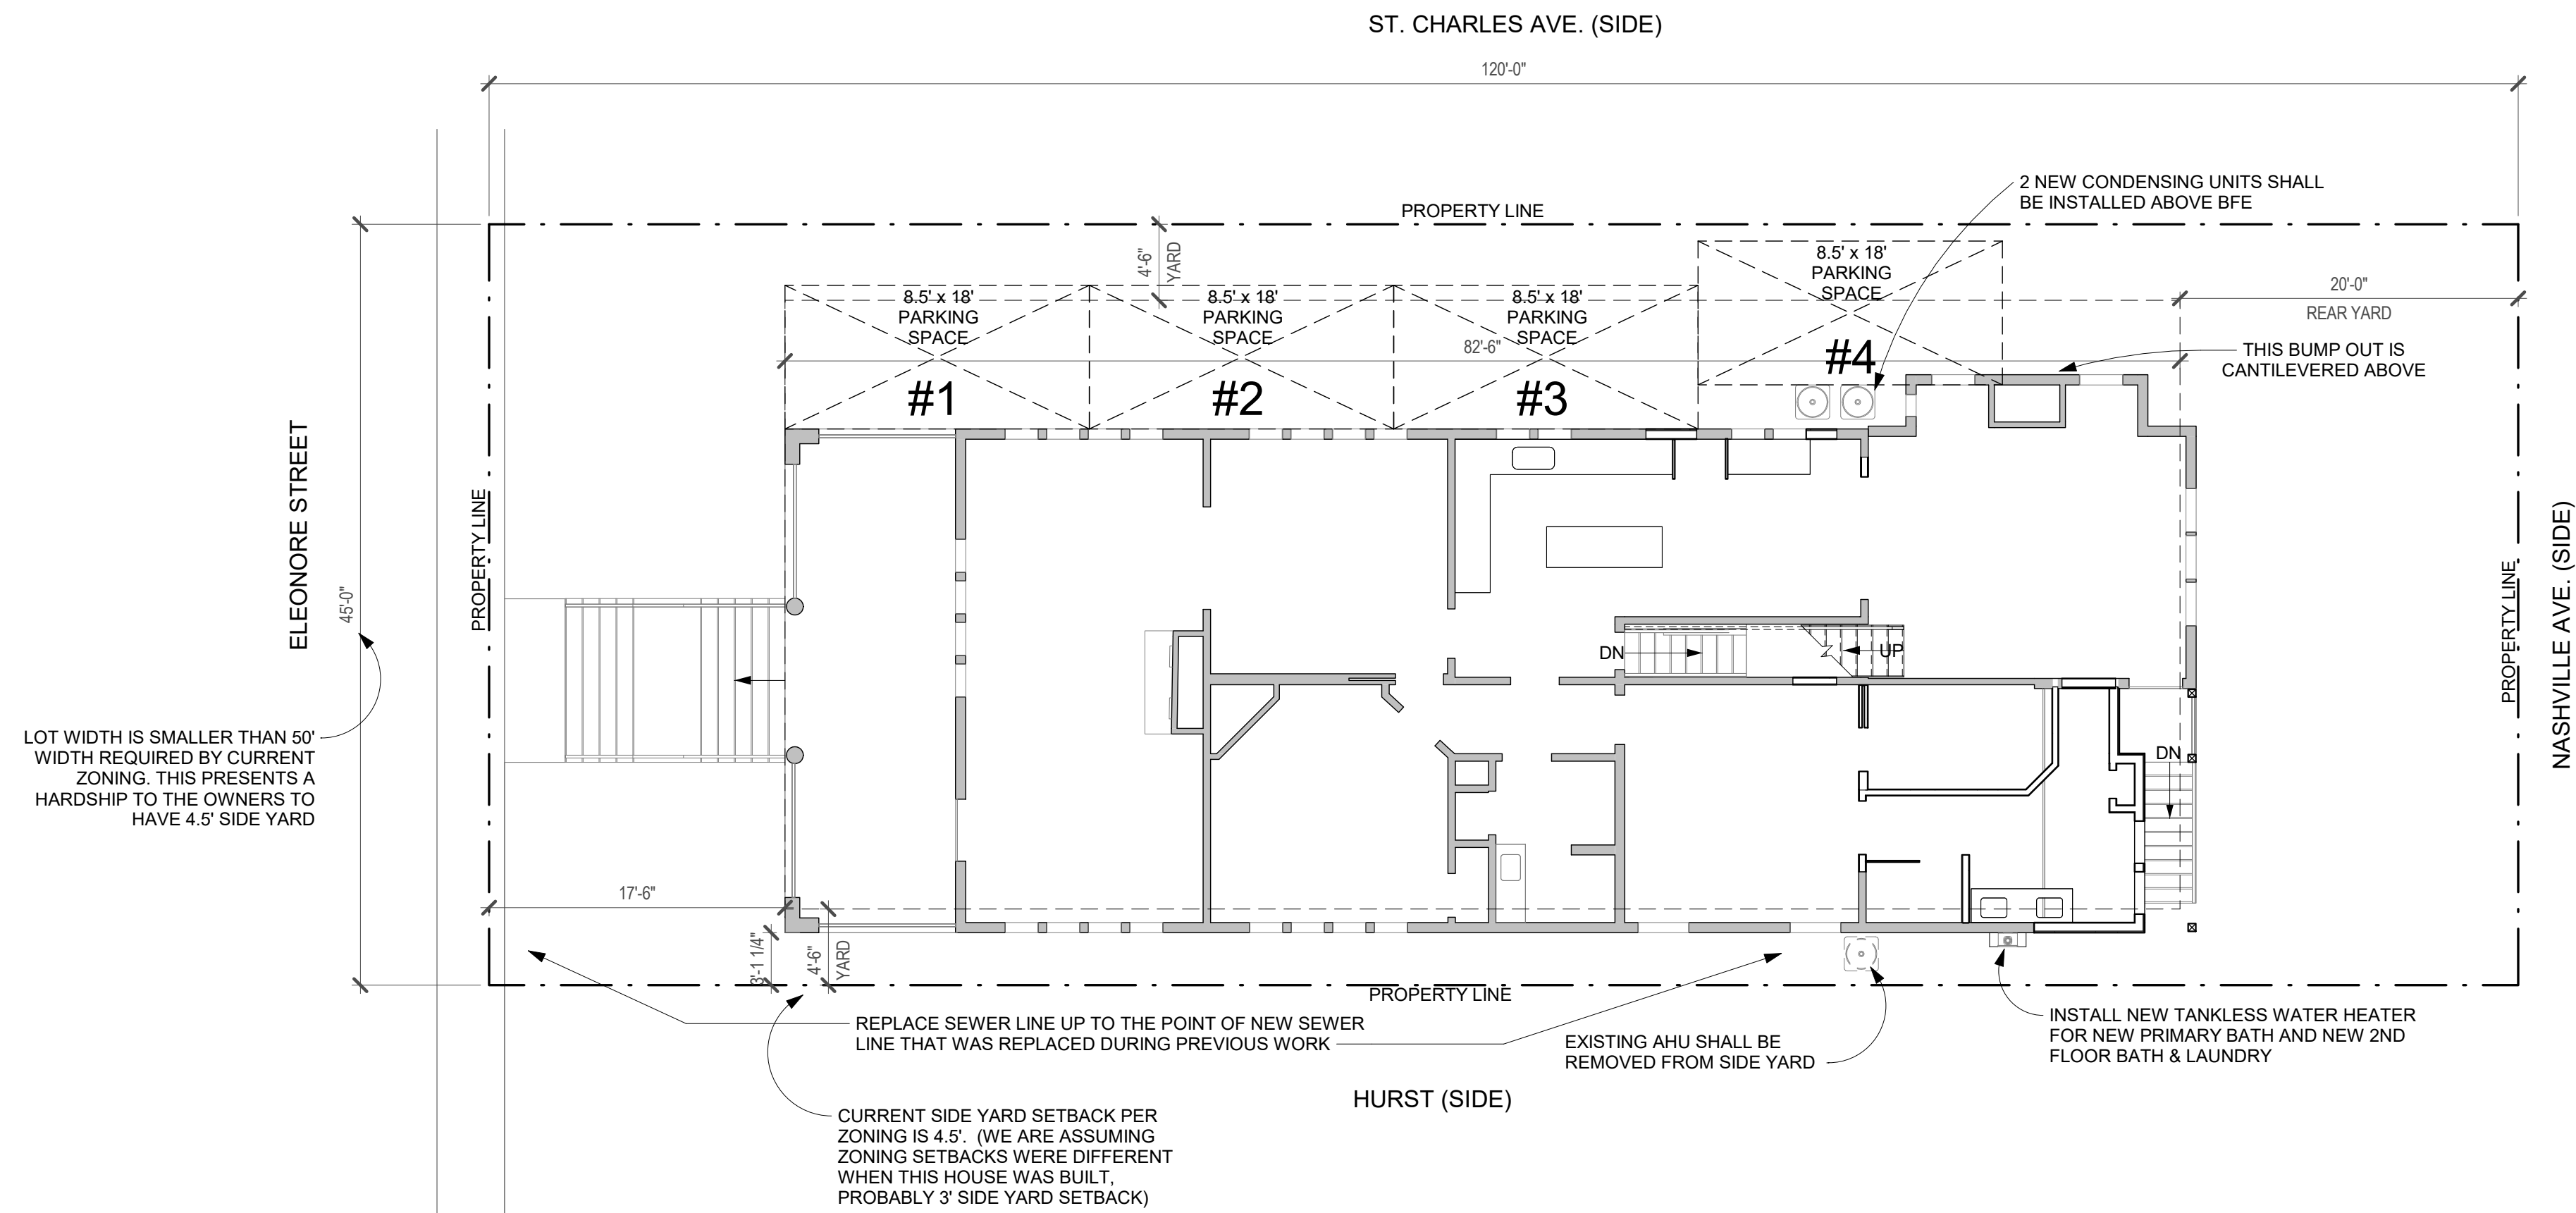 ST. CHARLES AVE. (SIDE)
120'-0"
2 NEW CONDENSING UNITS SHALL
BE INSTALLED ABOVE BFE
PROPERTY LINE
4'-6"
YARD
8.5' x 18'
PARKING
SPACE
#1
8.5' x 18'
PARKING
SPACE
#2
8.5' x 18'
PARKING
SPACE
#3
8.5' x 18'
PARKING
SPACE
#4
82'-6"
20'-0"
REAR YARD
THIS BUMP OUT IS
CANTILEVERED ABOVE
ELEONORE STREET
45'-0"
PROPERTY LINE
PROPERTY LINE
NASHVILLE AVE. (SIDE)
DN
UP
DN
LOT WIDTH IS SMALLER THAN 50'
WIDTH REQUIRED BY CURRENT
ZONING. THIS PRESENTS A
HARDSHIP TO THE OWNERS TO
HAVE 4.5' SIDE YARD
17'-6"
3'-1 1/4"
4'-6"
YARD
PROPERTY LINE
REPLACE SEWER LINE UP TO THE POINT OF NEW SEWER
LINE THAT WAS REPLACED DURING PREVIOUS WORK
EXISTING AHU SHALL BE
REMOVED FROM SIDE YARD
INSTALL NEW TANKLESS WATER HEATER
FOR NEW PRIMARY BATH AND NEW 2ND
FLOOR BATH & LAUNDRY
HURST (SIDE)
CURRENT SIDE YARD SETBACK PER
ZONING IS 4.5'. (WE ARE ASSUMING
ZONING SETBACKS WERE DIFFERENT
WHEN THIS HOUSE WAS BUILT,
PROBABLY 3' SIDE YARD SETBACK)